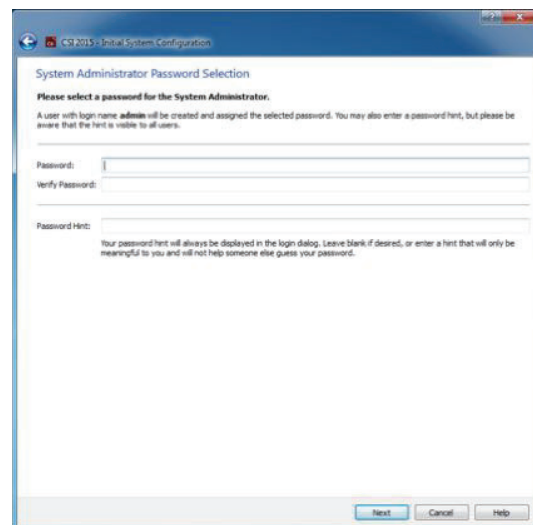 CSI 2015 - Initial System Configuration
System Administrator Password Selection
Please select a password for the System Administrator.
A user with login name admin will be created and assigned the selected password. You may also enter a password hint, but please be
aware that the hint is visible to all users.
Password:
Verify Password:
Password Hint:
Your password hint will always be displayed in the login dialog. Leave blank if desired, or enter a hint that will only be
meaningful to you and will not help someone else guess your password.
Next Cancel Help